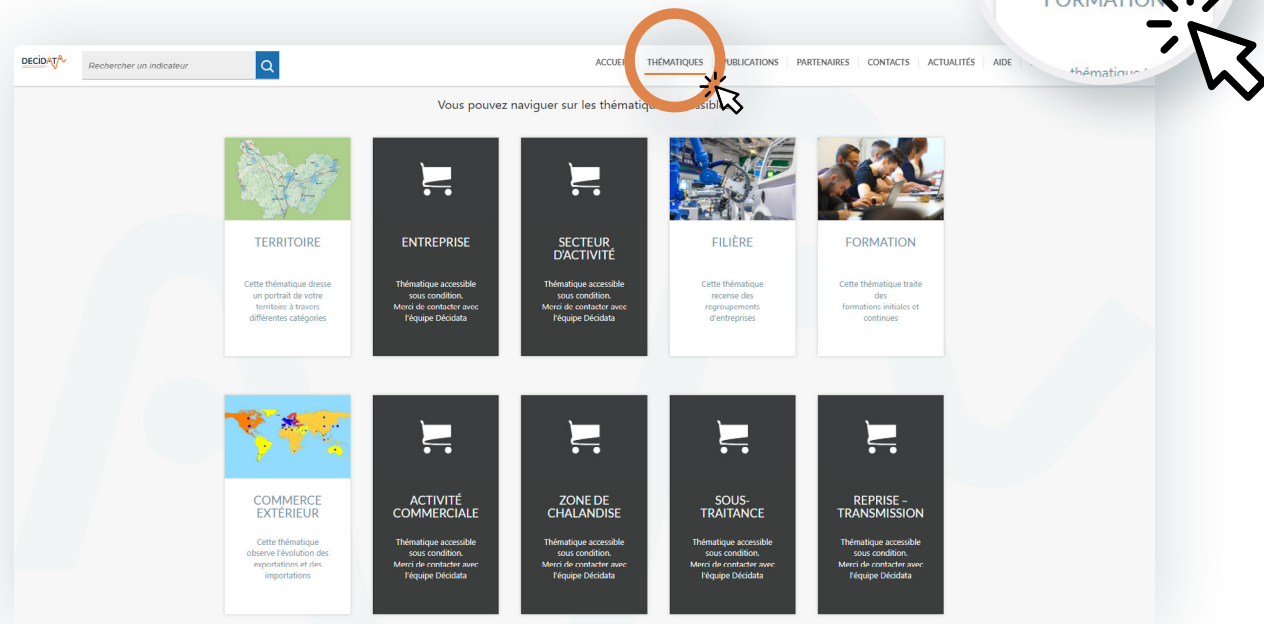 FORMATION
thématique
DECIDATA
Rechercher un indicateur
ACCUEIL
THÉMATIQUES
PUBLICATIONS
PARTENAIRES
CONTACTS
ACTUALITÉS
AIDE
Vous pouvez naviguer sur les
TERRITOIRE
Cette thématique dresse
un portrait de votre
territoire à travers
différentes catégories
ENTREPRISE
Thématique accessible
sous condition.
Merci de contacter avec
l'équipe Décidata
SECTEUR
D'ACTIVITÉ
Thématique accessible
sous condition.
Merci de contacter avec
l'équipe Décidata
FILIÈRE
Cette thématique
recense des
regroupements
d'entreprises
FORMATION
Cette thématique traite
des
formations initiales et
continues
COMMERCE
EXTÉRIEUR
Cette thématique
observe l'évolution des
exportations et des
importations
ACTIVITÉ
COMMERCIALE
Thématique accessible
sous condition.
Merci de contacter avec
l'équipe Décidata
ZONE DE
CHALANDISE
Thématique accessible
sous condition.
Merci de contacter avec
l'équipe Décidata
SOUS-
TRAITANCE
Thématique accessible
sous condition.
Merci de contacter avec
l'équipe Décidata
REPRISE –
TRANSMISSION
Thématique accessible
sous condition.
Merci de contacter avec
l'équipe Décidata